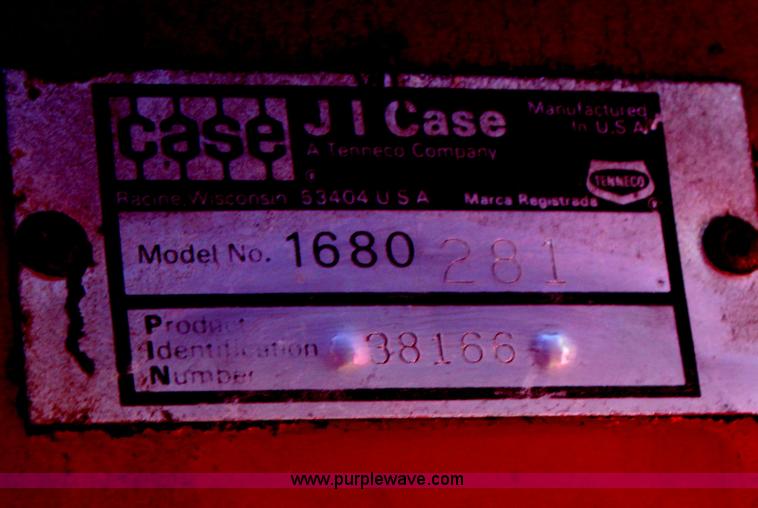 case J I Case Manufactured
in U.S.A.
A Tenneco Company
®
TENNECO
Racine, Wisconsin 53404 U S A Marca Registrada ®
Model No. 1680 281
Product
Identification 38166
Number
www.purplewave.com